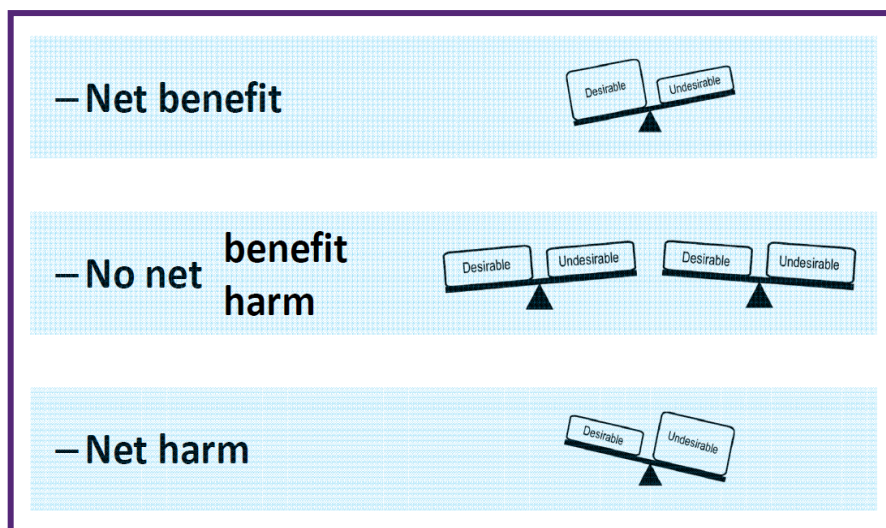 – Net benefit
Desirable Undesirable
– No net benefit
harm
Desirable Undesirable Desirable Undesirable
– Net harm
Desirable Undesirable